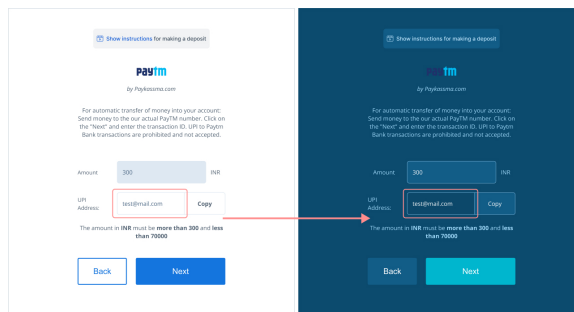 Show instructions for making a deposit
paytm
by Paykassma.com
For automatic transfer of money into your account:
Send money to the our actual PayTM number. Click on
the "Next" and enter the transaction ID. UPI to Paytm
Bank transactions are prohibited and not accepted.
Amount 300 INR
UPI
Address: test@mail.com Copy
The amount in INR must be more than 300 and less
than 70000
Back Next
Show instructions for making a deposit
paytm
by Paykassma.com
For automatic transfer of money into your account:
Send money to the our actual PayTM number. Click on
the "Next" and enter the transaction ID. UPI to Paytm
Bank transactions are prohibited and not accepted.
Amount 300 INR
UPI
Address: test@mail.com Copy
The amount in INR must be more than 300 and less
than 70000
Back Next